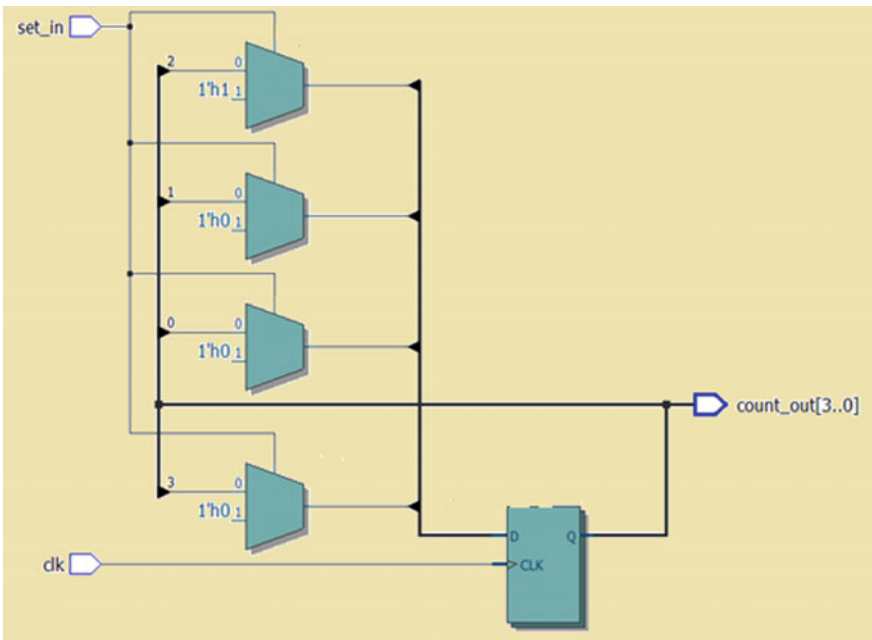 set_in
2 0
1'h1 1
1 0
1'h0 1
0 0
1'h0 1
count_out[3..0]
3 0
1'h0 1
D Q
clk CLK